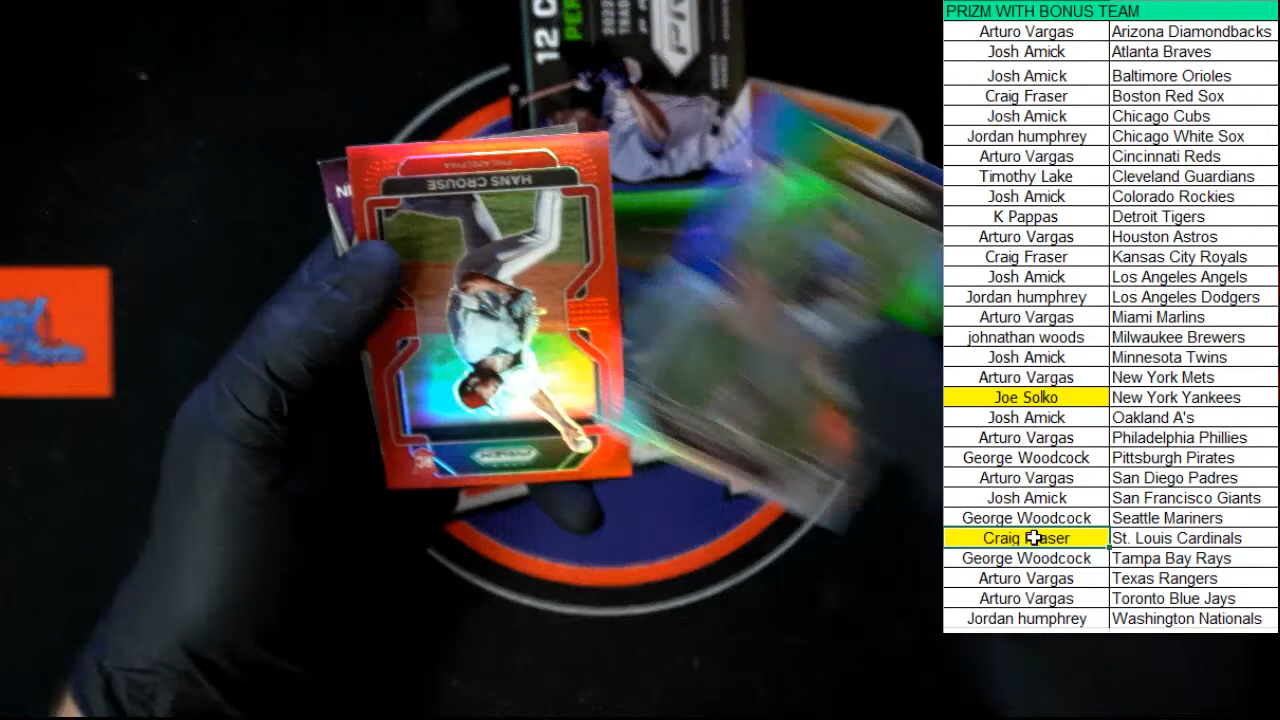 12 C
PER
2022
TRAD
PHILADELPHIA
HANS CROUSE
PRIZM
RC
PRIZM WITH BONUS TEAM
Arturo Vargas Arizona Diamondbacks
Josh Amick Atlanta Braves
Josh Amick Baltimore Orioles
Craig Fraser Boston Red Sox
Josh Amick Chicago Cubs
Jordan humphrey Chicago White Sox
Arturo Vargas Cincinnati Reds
Timothy Lake Cleveland Guardians
Josh Amick Colorado Rockies
K Pappas Detroit Tigers
Arturo Vargas Houston Astros
Craig Fraser Kansas City Royals
Josh Amick Los Angeles Angels
Jordan humphrey Los Angeles Dodgers
Arturo Vargas Miami Marlins
johnathan woods Milwaukee Brewers
Josh Amick Minnesota Twins
Arturo Vargas New York Mets
Joe Solko New York Yankees
Josh Amick Oakland A's
Arturo Vargas Philadelphia Phillies
George Woodcock Pittsburgh Pirates
Arturo Vargas San Diego Padres
Josh Amick San Francisco Giants
George Woodcock Seattle Mariners
Craig Fraser St. Louis Cardinals
George Woodcock Tampa Bay Rays
Arturo Vargas Texas Rangers
Arturo Vargas Toronto Blue Jays
Jordan humphrey Washington Nationals